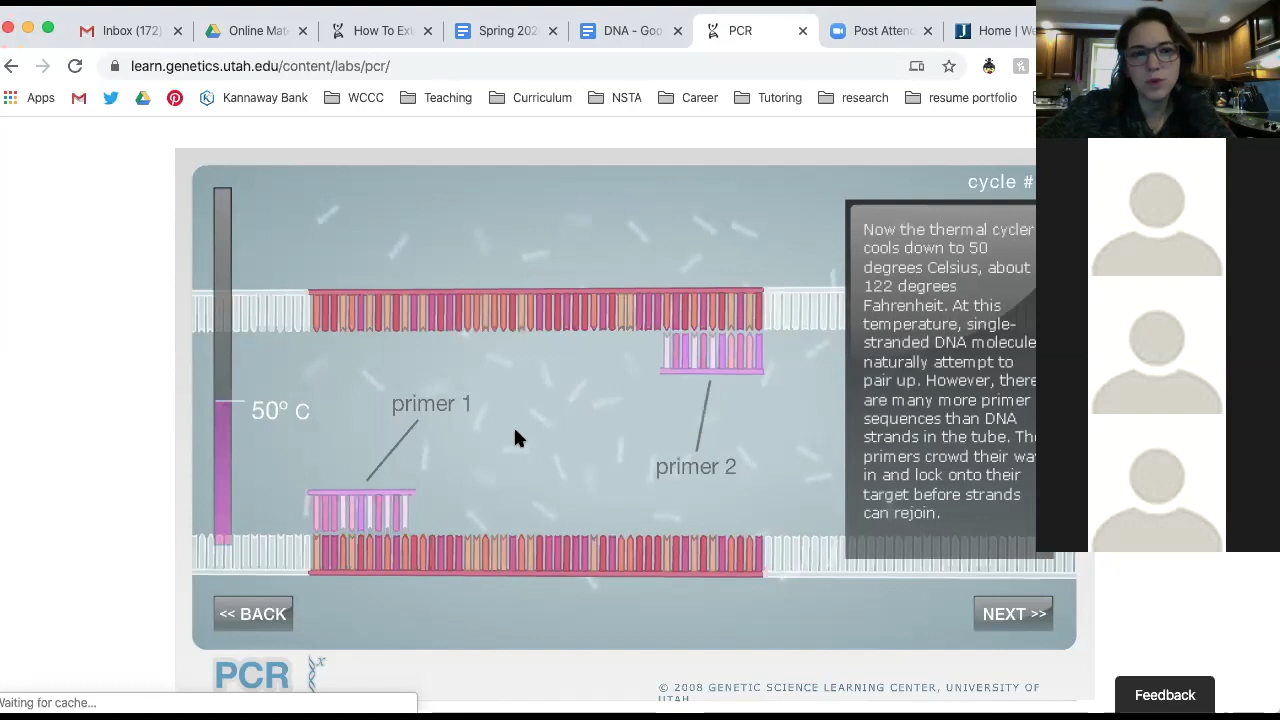 Inbox (172)
Online Mat
How To Ex
Spring 202
DNA - Goo
PCR
Post Attend
Home | We
learn.genetics.utah.edu/content/labs/pcr/
Apps
Kannaway Bank
WCCC
Teaching
Curriculum
NSTA
Career
Tutoring
research
resume portfolio
cycle #
Now the thermal cycler
cools down to 50
degrees Celsius, about
122 degrees
Fahrenheit. At this
temperature, single-
stranded DNA molecule
naturally attempt to
pair up. However, there
are many more primer
sequences than DNA
strands in the tube. Th
primers crowd their wa
in and lock onto their
target before strands
can rejoin.
50º C
primer 1
primer 2
<< BACK
NEXT >>
PCR
© 2008 GENETIC SCIENCE LEARNING CENTER, UNIVERSITY OF
UTAH
Waiting for cache...
Feedback